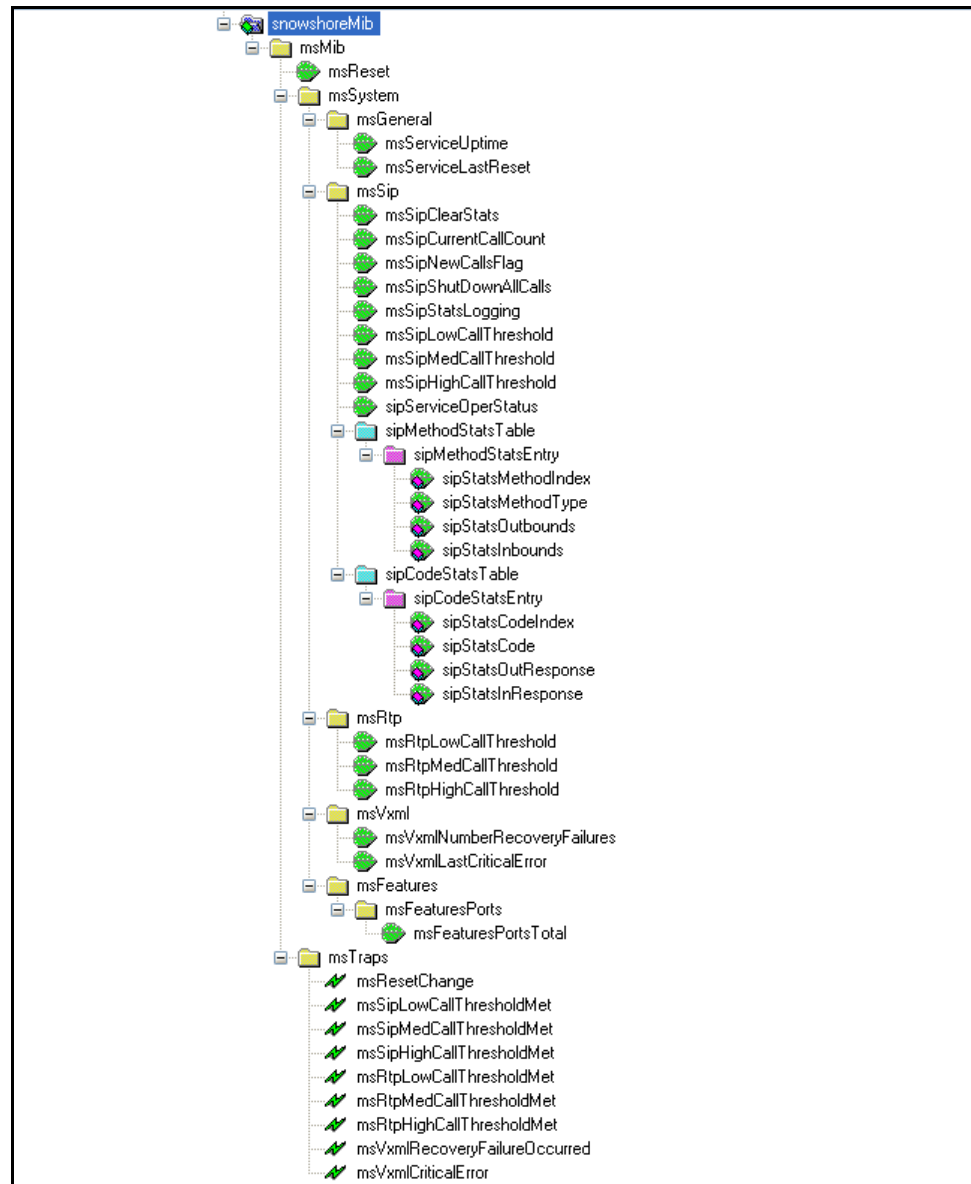 snowshoreMib
msMib
msReset
msSystem
msGeneral
msServiceUptime
msServiceLastReset
msSip
msSipClearStats
msSipCurrentCallCount
msSipNewCallsFlag
msSipShutDownAllCalls
msSipStatsLogging
msSipLowCallThreshold
msSipMedCallThreshold
msSipHighCallThreshold
sipServiceOperStatus
sipMethodStatsTable
sipMethodStatsEntry
sipStatsMethodIndex
sipStatsMethodType
sipStatsOutbounds
sipStatsInbounds
sipCodeStatsTable
sipCodeStatsEntry
sipStatsCodeIndex
sipStatsCode
sipStatsOutResponse
sipStatsInResponse
msRtp
msRtpLowCallThreshold
msRtpMedCallThreshold
msRtpHighCallThreshold
msVxml
msVxmlNumberRecoveryFailures
msVxmlLastCriticalError
msFeatures
msFeaturesPorts
msFeaturesPortsTotal
msTraps
msResetChange
msSipLowCallThresholdMet
msSipMedCallThresholdMet
msSipHighCallThresholdMet
msRtpLowCallThresholdMet
msRtpMedCallThresholdMet
msRtpHighCallThresholdMet
msVxmlRecoveryFailureOccurred
msVxmlCriticalError